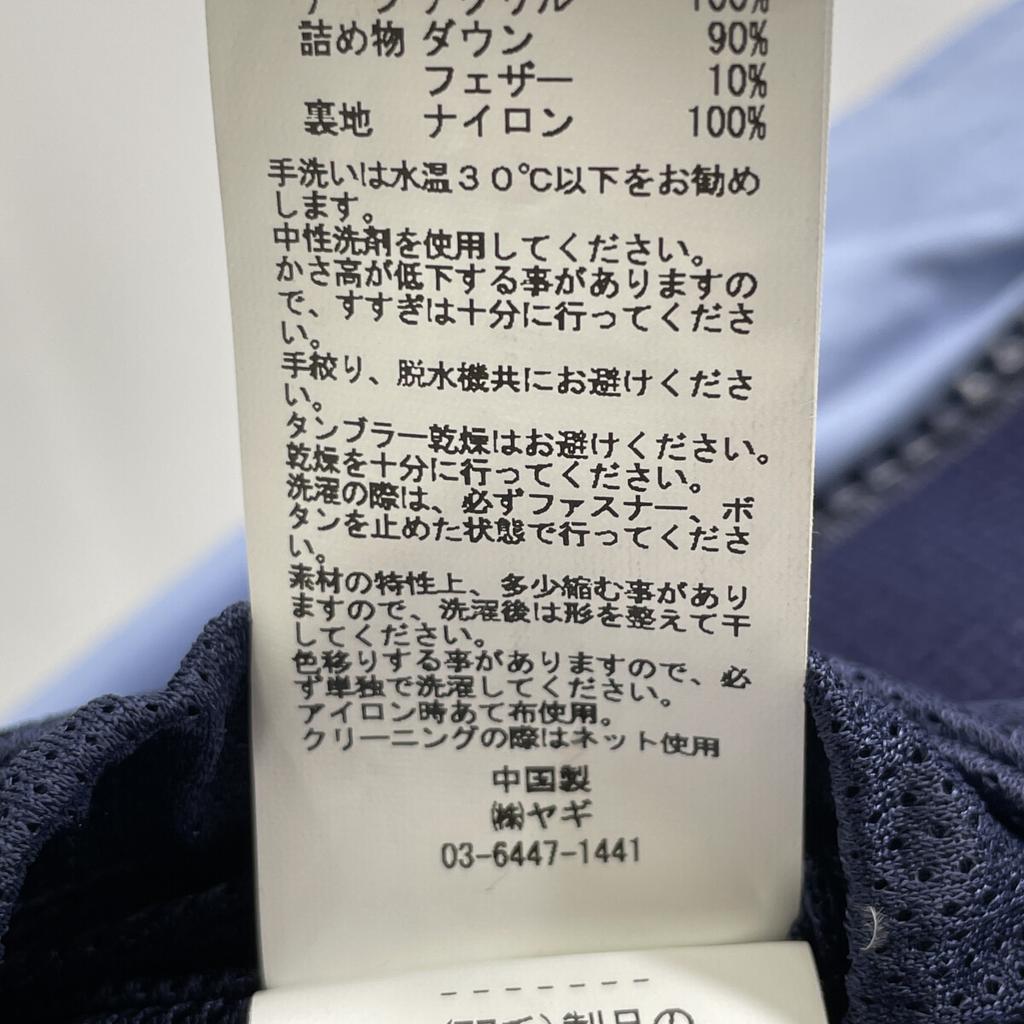 アクリル 100%
詰め物 ダウン 90%
フェザー 10%
裏地 ナイロン 100%
手洗いは水温30℃以下をお勧め
します。
中性洗剤を使用してください。
かさ高が低下する事がありますの
で、すすぎは十分に行ってくださ
い。
手絞り、脱水機共にお避けくださ
い。
タンブラー乾燥はお避けください。
乾燥を十分に行ってください。
洗濯の際は、必ずファスナー、ボ
タンを止めた状態で行ってくださ
い。
素材の特性上、多少縮む事があり
ますので、洗濯後は形を整えて干
してください。
色移りする事がありますので、必
ず単独で洗濯してください。
アイロン時あて布使用。
クリーニングの際はネット使用
中国製
㈱ヤギ
03-6447-1441
- - - - - - -
製品の